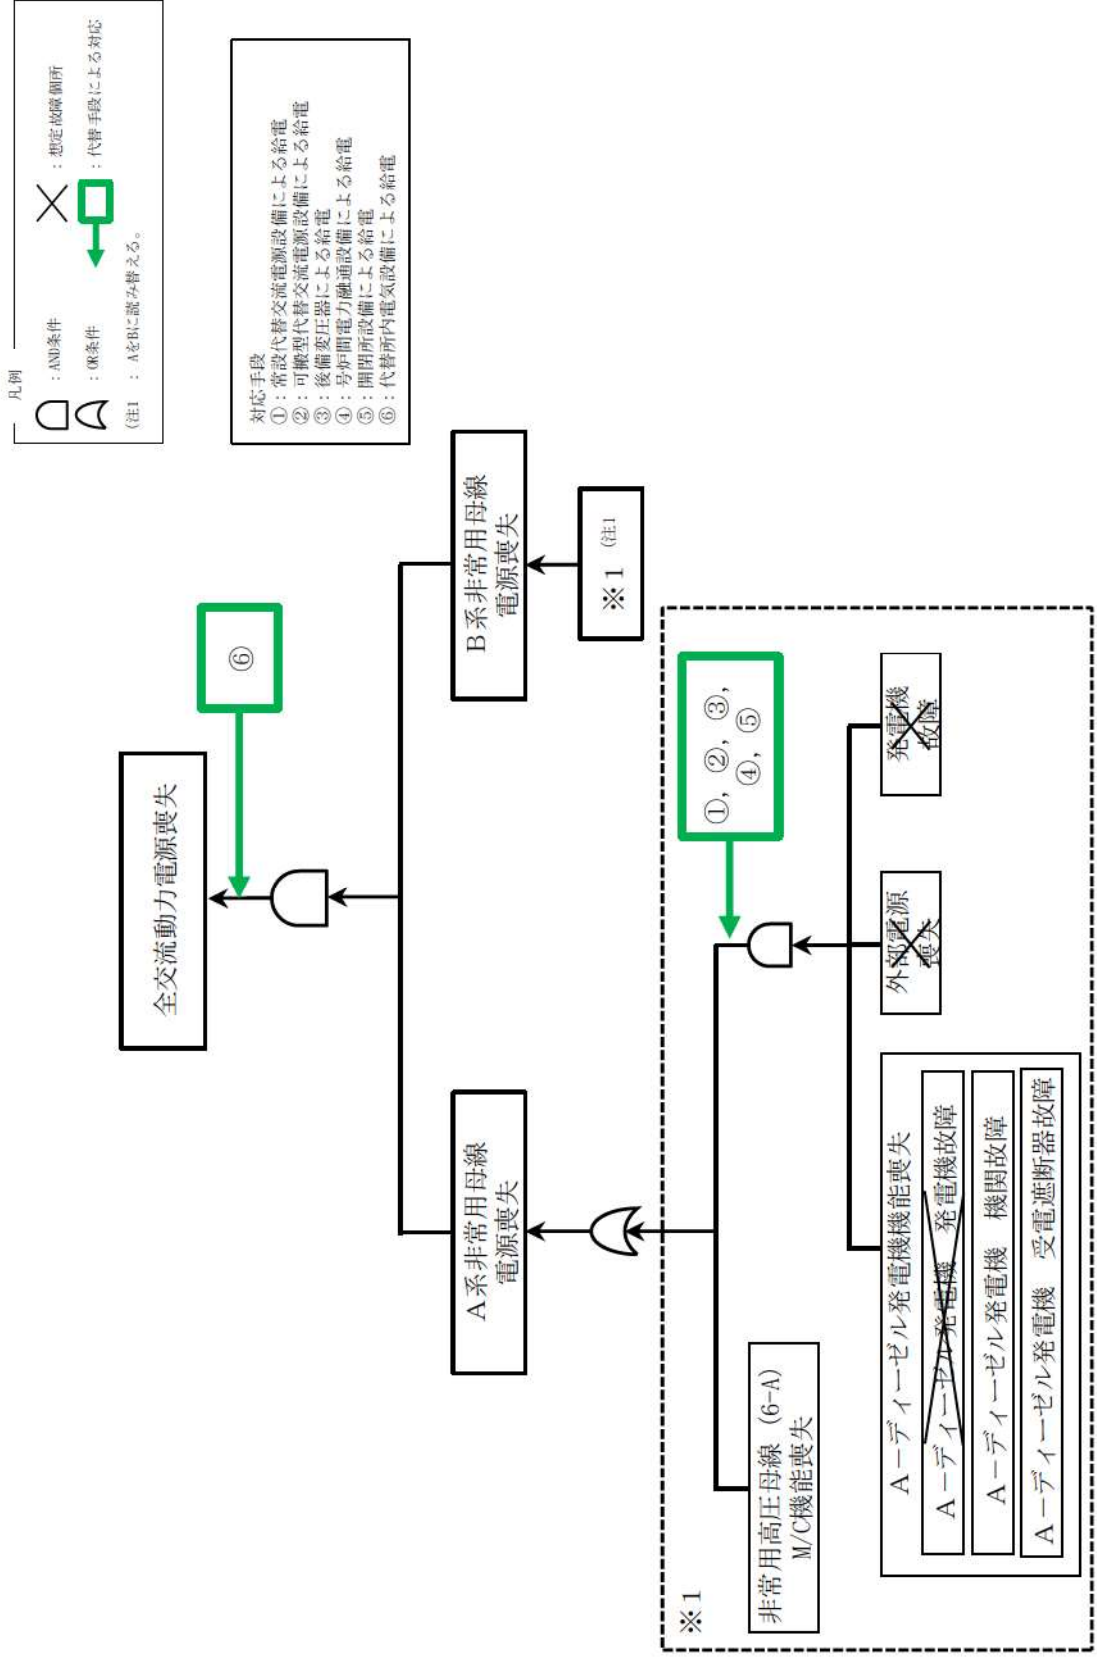 凡例
：AND条件
：想定故障個所
：OR条件
：代替手段による対応
(注1　：　AをBに読み替える。
対応手段
①：常設代替交流電源設備による給電
②：可搬型代替交流電源設備による給電
③：後備変圧器による給電
④：号炉間電力融通設備による給電
⑤：開閉所設備による給電
⑥：代替所内電気設備による給電
全交流動力電源喪失
⑥
A系非常用母線
電源喪失
B系非常用母線
電源喪失
※1 (注1
※1
①，②，③，
④，⑤
非常用高圧母線（6-A）
M/C機能喪失
A－ディーゼル発電機機能喪失
A－ディーゼル発電機　発電機故障
A－ディーゼル発電機　機関故障
A－ディーゼル発電機　受電遮断器故障
外部電源
喪失
発電機
故障